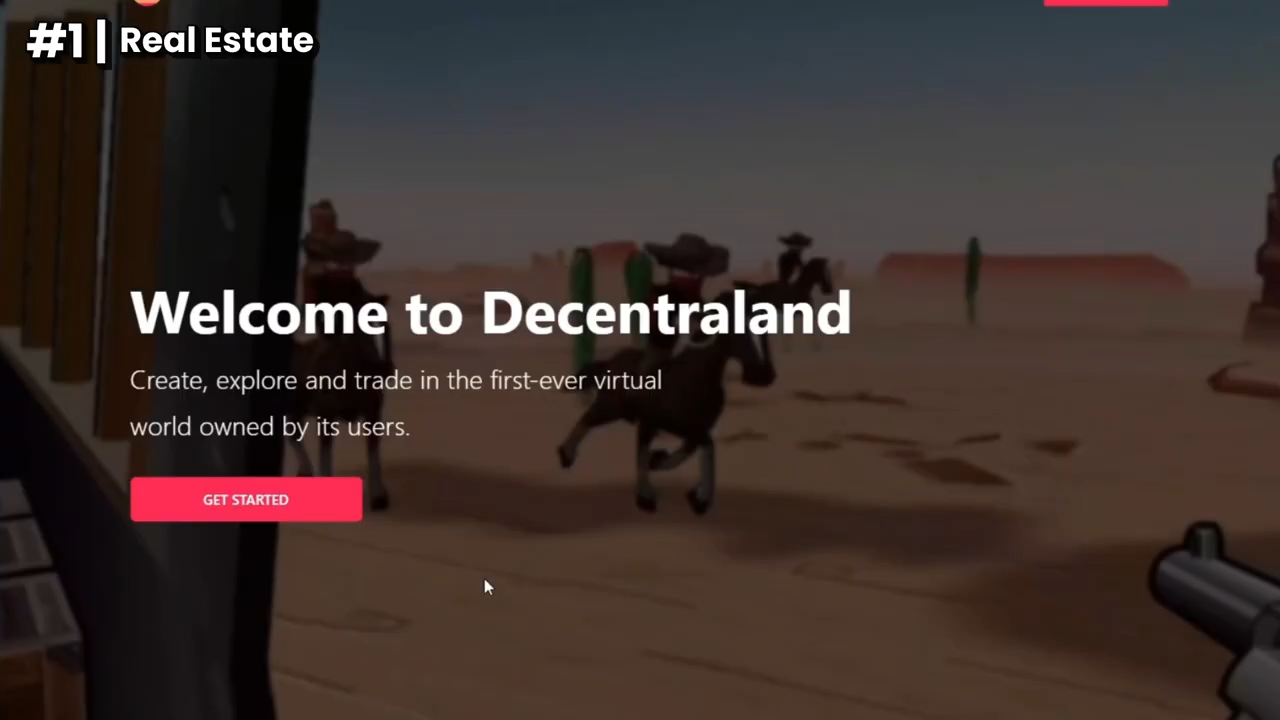 #1 | Real Estate
Welcome to Decentraland
Create, explore and trade in the first-ever virtual
world owned by its users.
GET STARTED